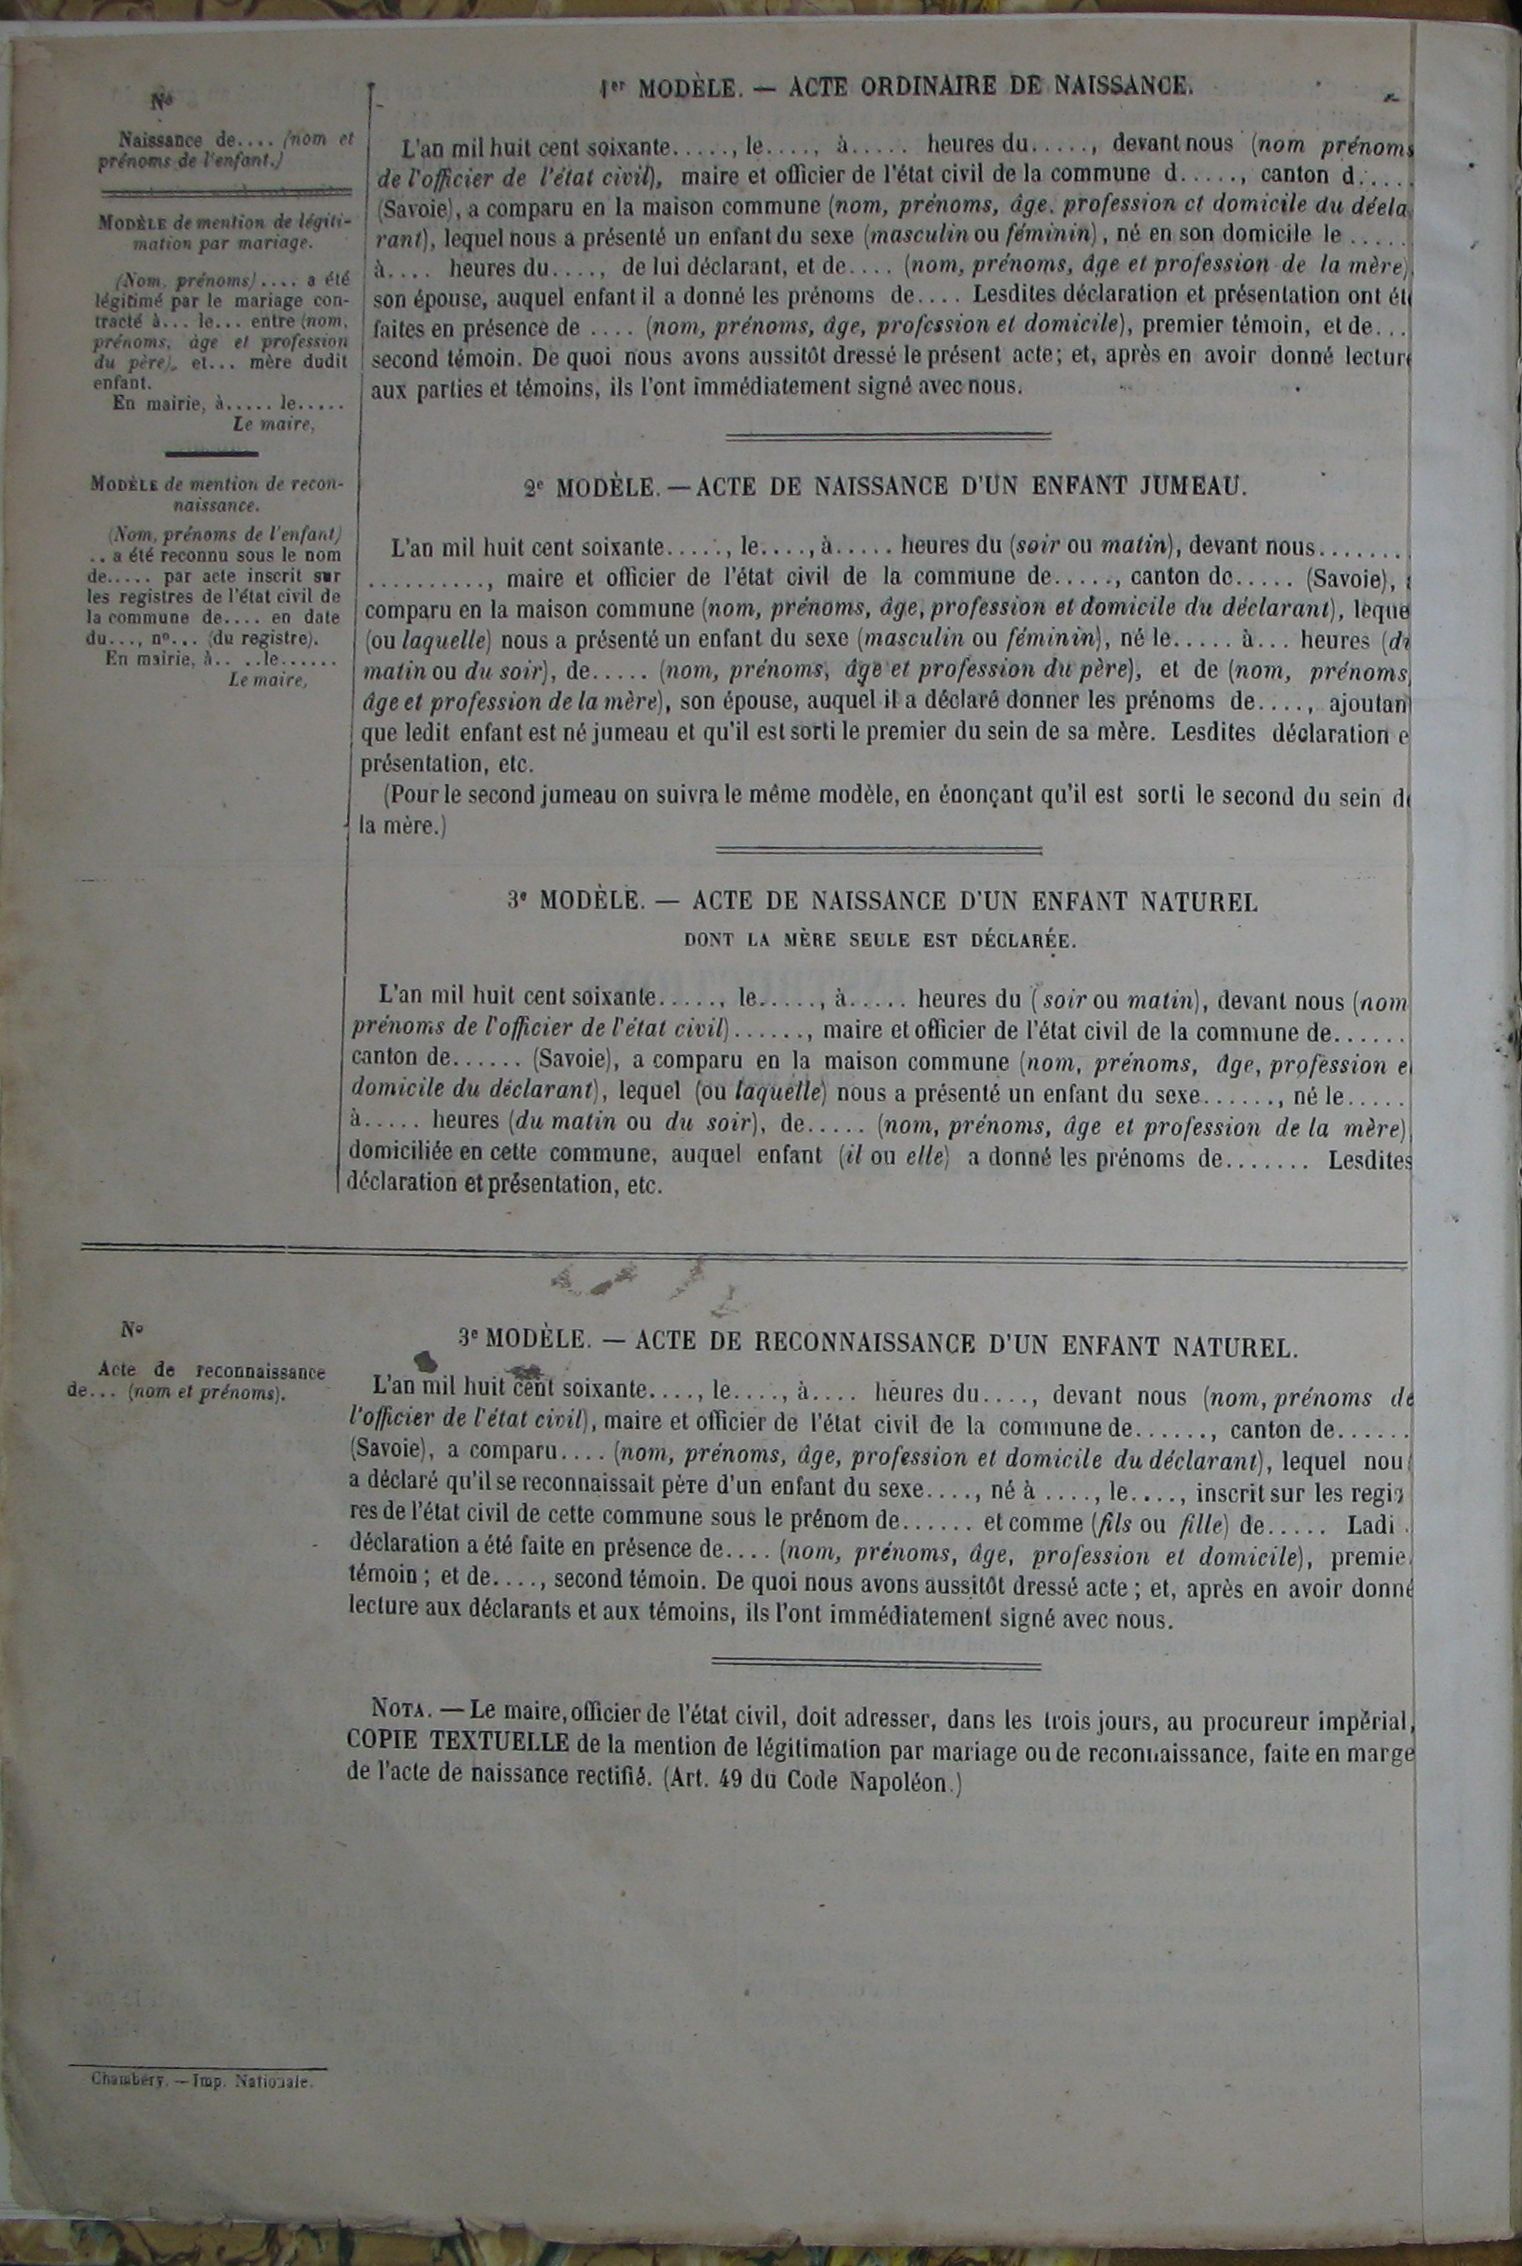 1er MODÈLE. — ACTE ORDINAIRE DE NAISSANCE.
No
Naissance de.... (nom et
prénoms de l'enfant.)
MODÈLE de mention de légiti-
mation par mariage.
(Nom, prénoms).... a été
légitimé par le mariage con-
tracté à... le... entre (nom,
prénoms, âge et profession
du père), et... mère dudit
enfant.
En mairie, à..... le.....
Le maire,
MODÈLE de mention de recon-
naissance.
(Nom, prénoms de l'enfant)
.. a été reconnu sous le nom
de..... par acte inscrit sur
les registres de l'état civil de
la commune de.... en date
du..., no... (du registre).
En mairie, à.. ..le......
Le maire,
L'an mil huit cent soixante....., le...., à..... heures du....., devant nous (nom prénoms
de l'officier de l'état civil), maire et officier de l'état civil de la commune d....., canton d.....
(Savoie), a comparu en la maison commune (nom, prénoms, âge, profession et domicile du décla
rant), lequel nous a présenté un enfant du sexe (masculin ou féminin), né en son domicile le .....
à.... heures du...., de lui déclarant, et de.... (nom, prénoms, âge et profession de la mère),
son épouse, auquel enfant il a donné les prénoms de.... Lesdites déclaration et présentation ont ét
faites en présence de .... (nom, prénoms, âge, profession et domicile), premier témoin, et de...
second témoin. De quoi nous avons aussitôt dressé le présent acte; et, après en avoir donné lectur
aux parties et témoins, ils l'ont immédiatement signé avec nous.
2e MODÈLE. — ACTE DE NAISSANCE D'UN ENFANT JUMEAU.
L'an mil huit cent soixante....., le...., à..... heures du (soir ou matin), devant nous.......
.........., maire et officier de l'état civil de la commune de....., canton de..... (Savoie),
comparu en la maison commune (nom, prénoms, âge, profession et domicile du déclarant), leque
(ou laquelle) nous a présenté un enfant du sexe (masculin ou féminin), né le..... à... heures (d
matin ou du soir), de..... (nom, prénoms, âge et profession du père), et de (nom, prénoms,
âge et profession de la mère), son épouse, auquel il a déclaré donner les prénoms de...., ajoutan
que ledit enfant est né jumeau et qu'il est sorti le premier du sein de sa mère. Lesdites déclaration e
présentation, etc.
(Pour le second jumeau on suivra le même modèle, en énonçant qu'il est sorti le second du sein d
la mère.)
3e MODÈLE. — ACTE DE NAISSANCE D'UN ENFANT NATUREL
DONT LA MÈRE SEULE EST DÉCLARÉE.
L'an mil huit cent soixante....., le....., à..... heures du (soir ou matin), devant nous (nom
prénoms de l'officier de l'état civil)......, maire et officier de l'état civil de la commune de......
canton de...... (Savoie), a comparu en la maison commune (nom, prénoms, âge, profession e
domicile du déclarant), lequel (ou laquelle) nous a présenté un enfant du sexe......, né le.....
à..... heures (du matin ou du soir), de..... (nom, prénoms, âge et profession de la mère)
domiciliée en cette commune, auquel enfant (il ou elle) a donné les prénoms de....... Lesdites
déclaration et présentation, etc.
No
Acte de reconnaissance
de... (nom et prénoms).
3e MODÈLE. — ACTE DE RECONNAISSANCE D'UN ENFANT NATUREL.
L'an mil huit cent soixante...., le...., à.... heures du...., devant nous (nom, prénoms de
l'officier de l'état civil), maire et officier de l'état civil de la commune de......, canton de......
(Savoie), a comparu.... (nom, prénoms, âge, profession et domicile du déclarant), lequel nou
a déclaré qu'il se reconnaissait père d'un enfant du sexe...., né à ...., le...., inscrit sur les regis
res de l'état civil de cette commune sous le prénom de...... et comme (fils ou fille) de..... Ladi
déclaration a été faite en présence de.... (nom, prénoms, âge, profession et domicile), premie
témoin ; et de...., second témoin. De quoi nous avons aussitôt dressé acte ; et, après en avoir donné
lecture aux déclarants et aux témoins, ils l'ont immédiatement signé avec nous.
NOTA. — Le maire, officier de l'état civil, doit adresser, dans les trois jours, au procureur impérial,
COPIE TEXTUELLE de la mention de légitimation par mariage ou de reconnaissance, faite en marge
de l'acte de naissance rectifié. (Art. 49 du Code Napoléon.)
Chambéry. — Imp. Nationale.